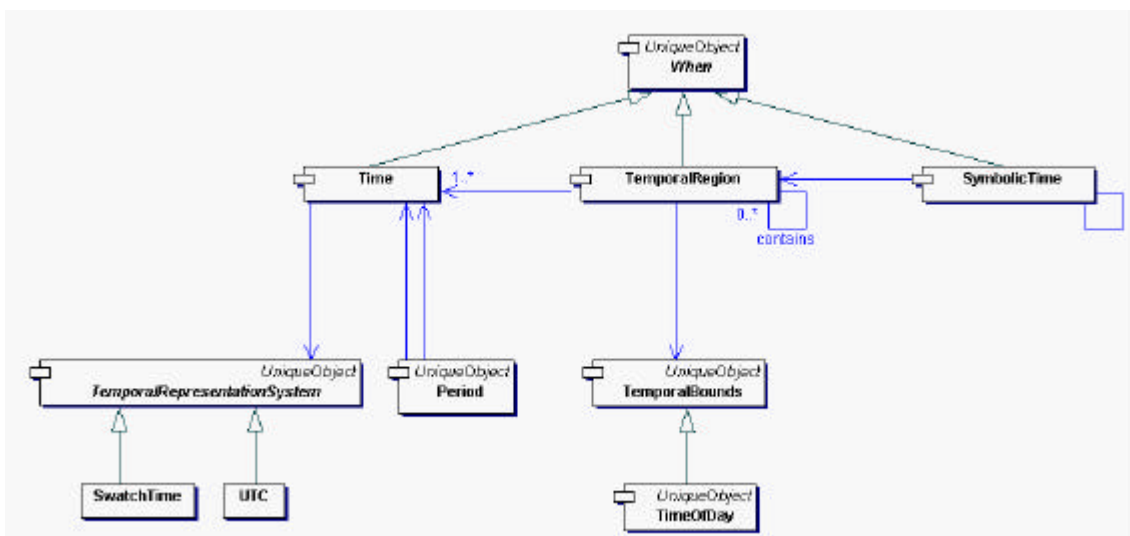 UniqueObject
When
Time
1..*
TemporalRegion
SymbolicTime
0..*
contains
UniqueObject
TemporalRepresentationSystem
UniqueObject
Period
UniqueObject
TemporalBounds
SwatchTime
UTC
UniqueObject
TimeOfDay